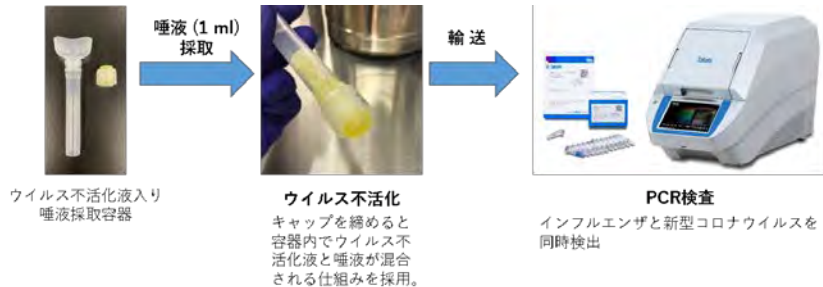 唾液 (1 ml)
採取
輸 送
ウイルス不活化液入り
唾液採取容器
ウイルス不活化
キャップを締めると
容器内でウイルス不
活化液と唾液が混合
される仕組みを採用。
PCR検査
インフルエンザと新型コロナウイルスを
同時検出